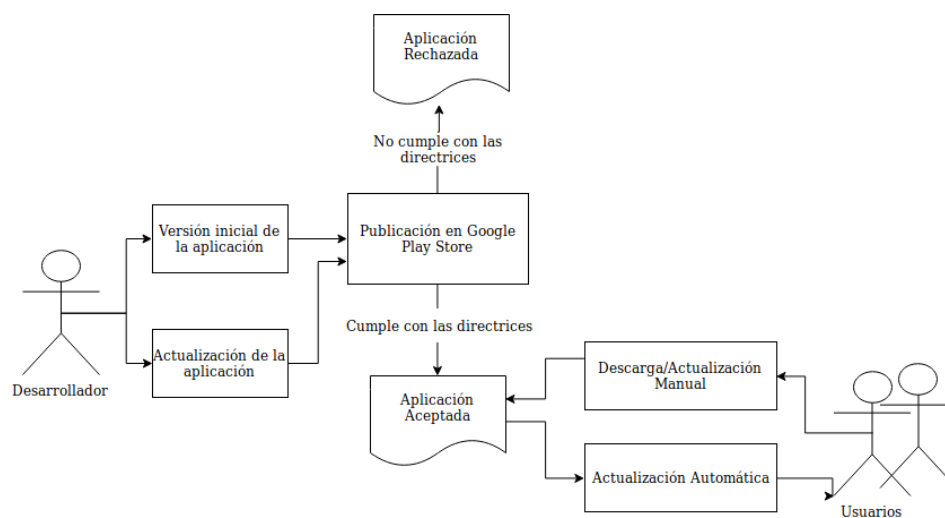 Aplicación
Rechazada
No cumple con las
directrices
Versión inicial de
la aplicación
Publicación en Google
Play Store
Actualización de la
aplicación
Desarrollador
Cumple con las directrices
Aplicación
Aceptada
Descarga/Actualización
Manual
Actualización Automática
Usuarios